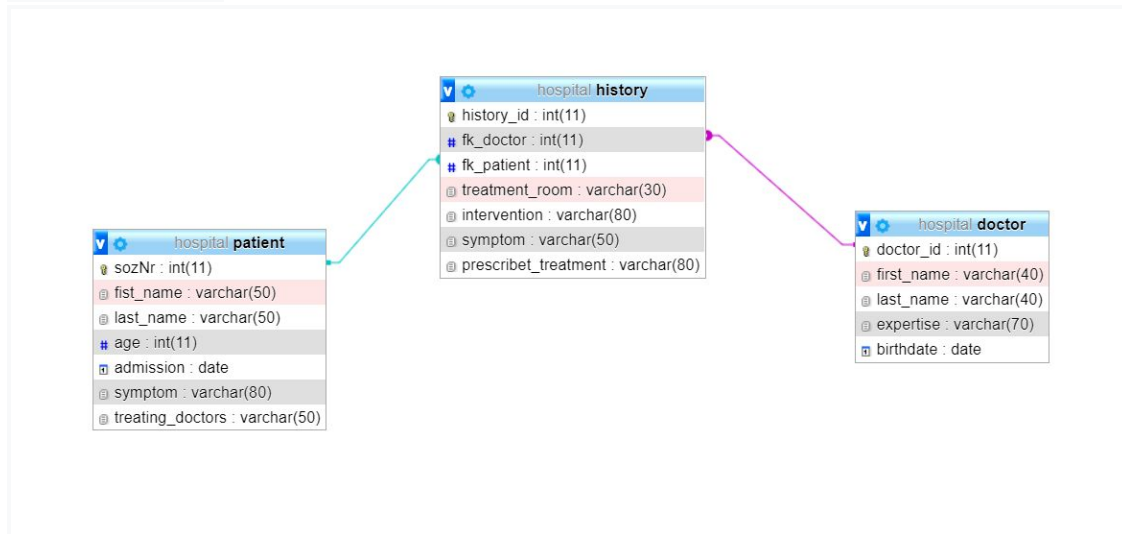 hospital patient
sozNr : int(11)
fist_name : varchar(50)
last_name : varchar(50)
age : int(11)
admission : date
symptom : varchar(80)
treating_doctors : varchar(50)
hospital history
history_id : int(11)
fk_doctor : int(11)
fk_patient : int(11)
treatment_room : varchar(30)
intervention : varchar(80)
symptom : varchar(50)
prescribet_treatment : varchar(80)
hospital doctor
doctor_id : int(11)
first_name : varchar(40)
last_name : varchar(40)
expertise : varchar(70)
birthdate : date